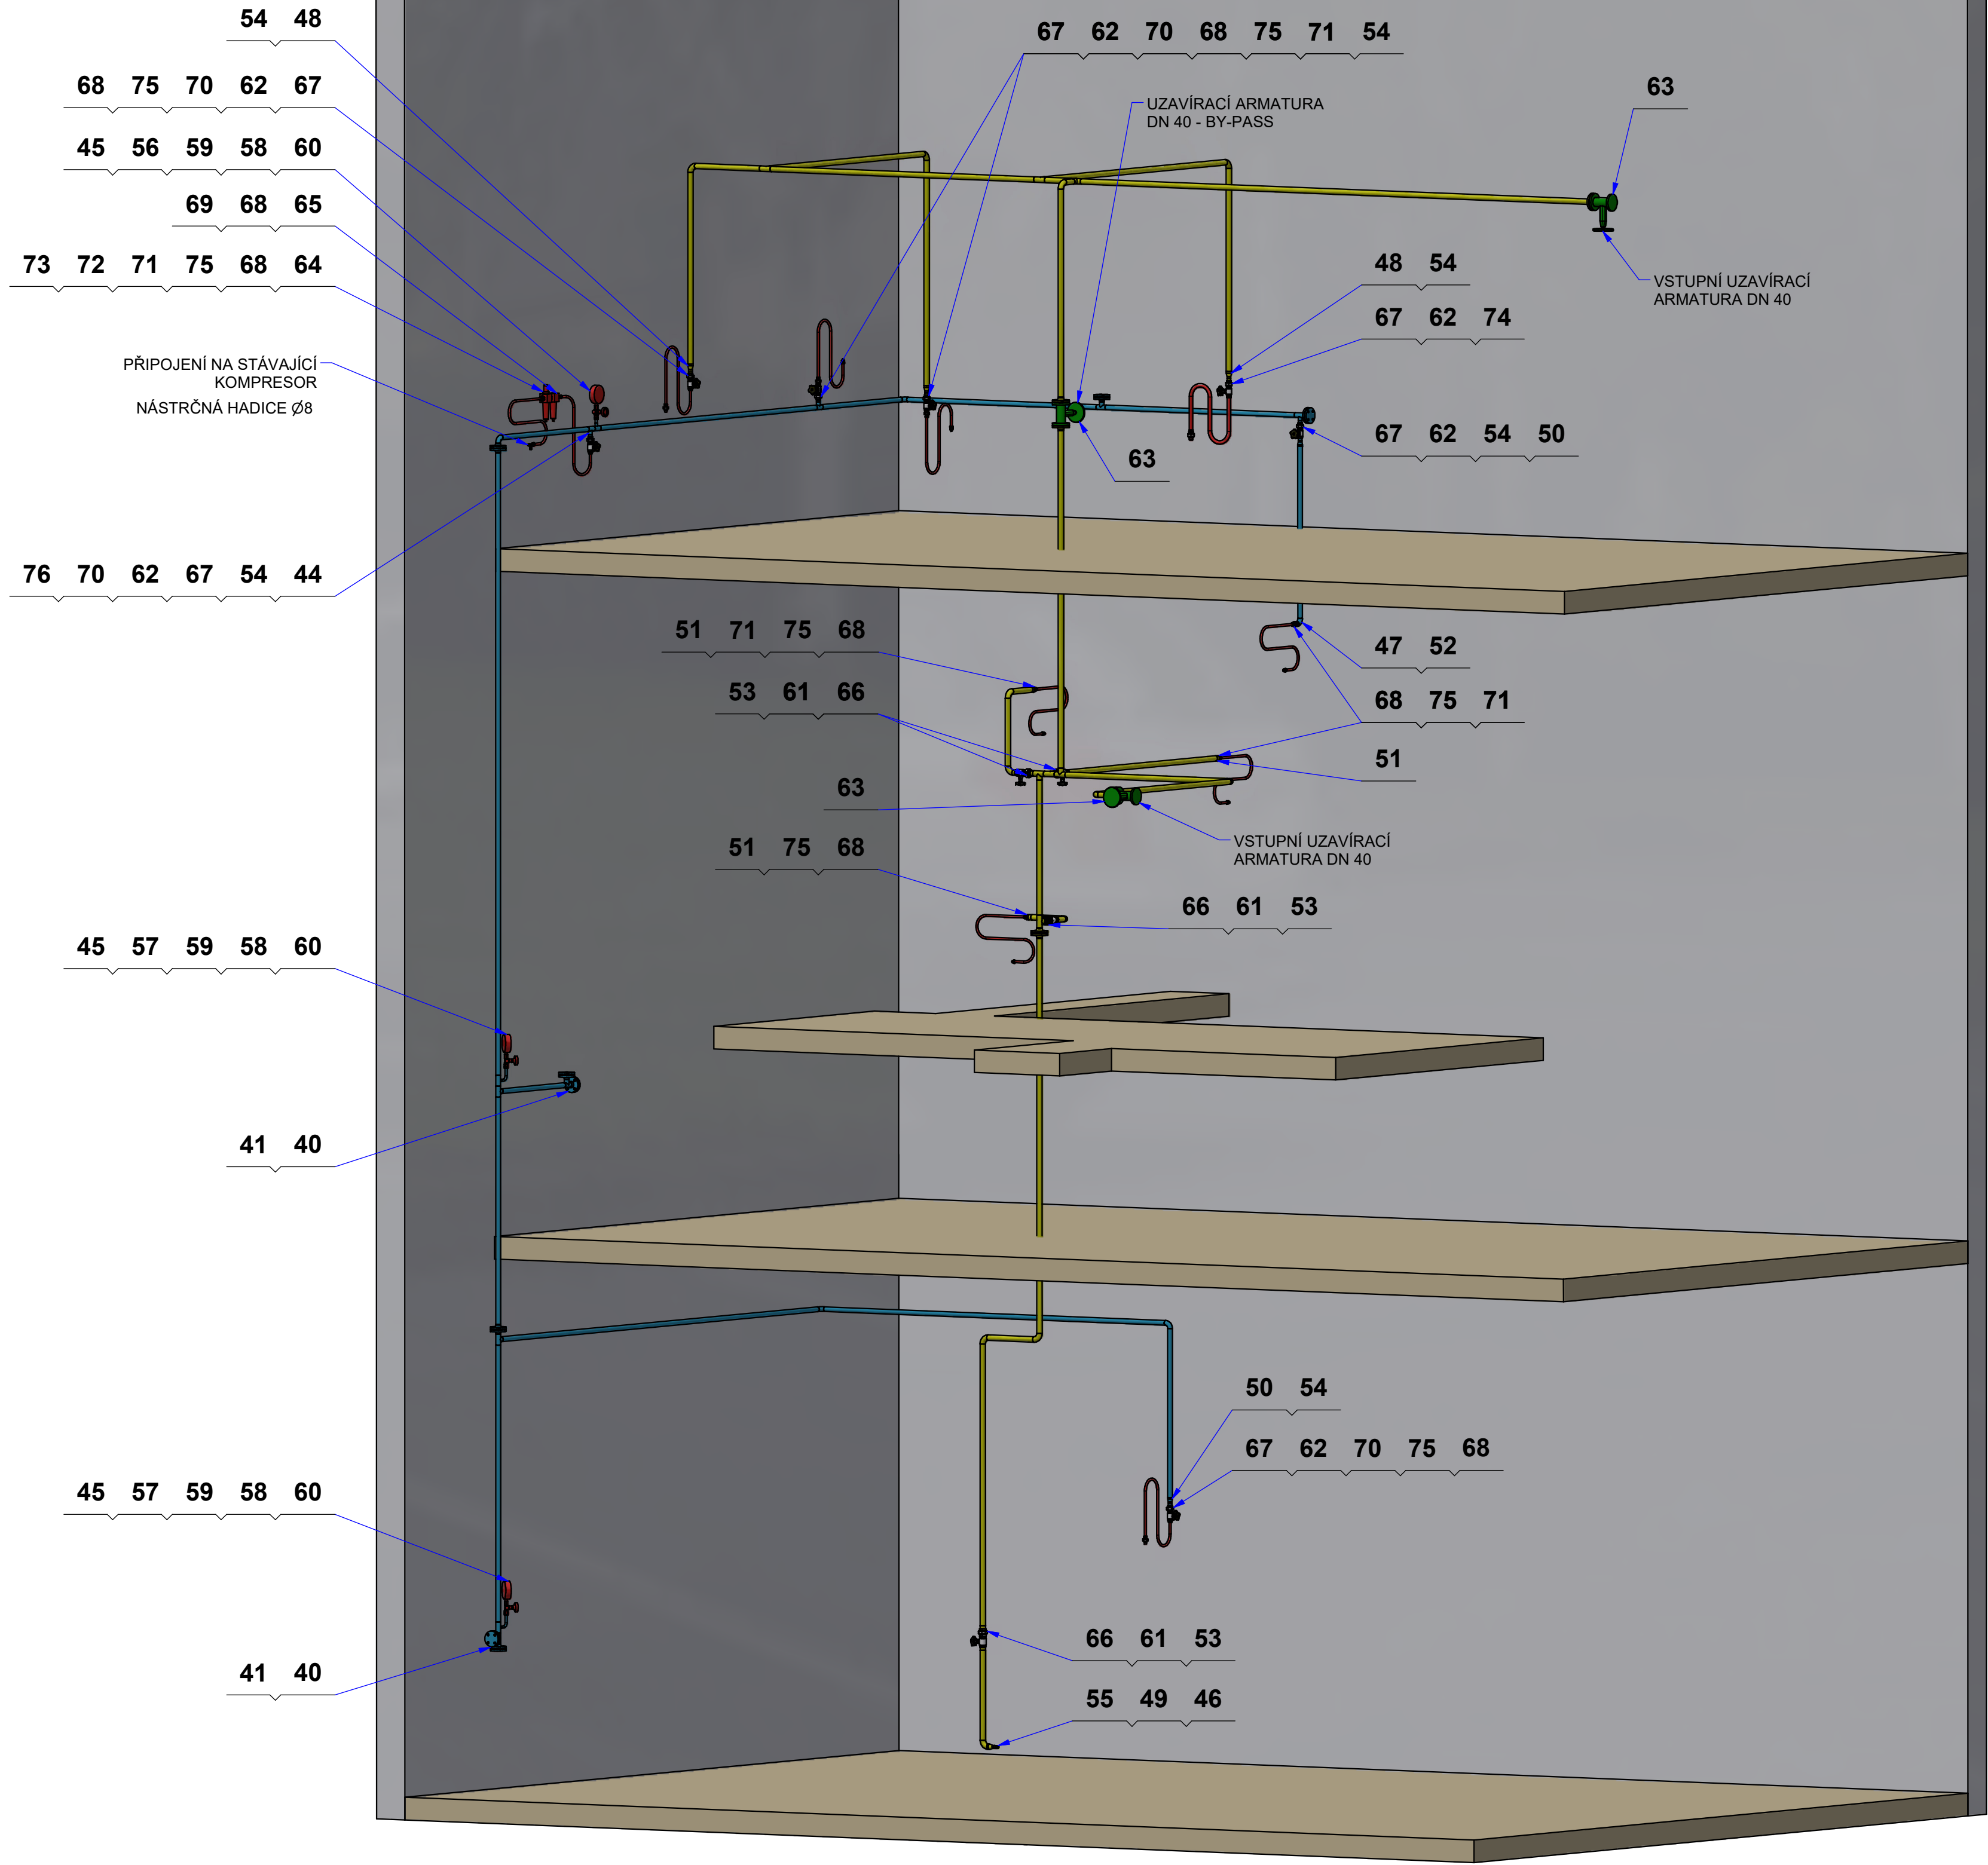 54 48
67 62 70 68 75 71 54
68 75 70 62 67
63
UZAVÍRACÍ ARMATURA
DN 40 - BY-PASS
45 56 59 58 60
69 68 65
73 72 71 75 68 64
48 54
VSTUPNÍ UZAVÍRACÍ
ARMATURA DN 40
67 62 74
PŘIPOJENÍ NA STÁVAJÍCÍ
KOMPRESOR
NÁSTRČNÁ HADICE Ø8
67 62 54 50
63
76 70 62 67 54 44
51 71 75 68
47 52
53 61 66
68 75 71
51
63
VSTUPNÍ UZAVÍRACÍ
ARMATURA DN 40
51 75 68
66 61 53
45 57 59 58 60
41 40
50 54
67 62 70 75 68
45 57 59 58 60
66 61 53
41 40
55 49 46